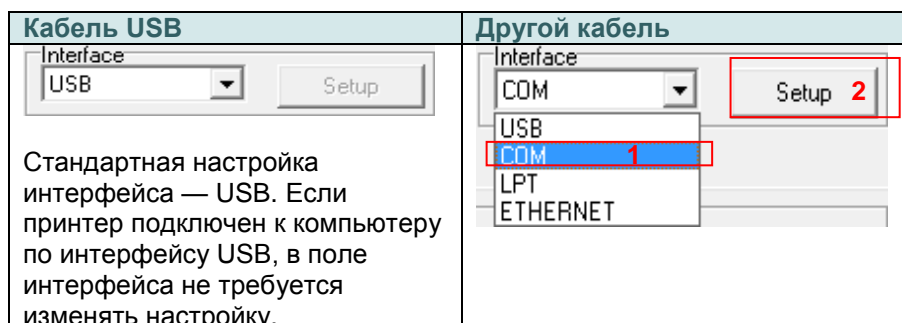 Кабель USB
Interface
USB
Setup
Стандартная настройка
интерфейса — USB. Если
принтер подключен к компьютеру
по интерфейсу USB, в поле
интерфейса не требуется
изменять настройку.
Другой кабель
Interface
COM
Setup 2
USB
COM 1
LPT
ETHERNET